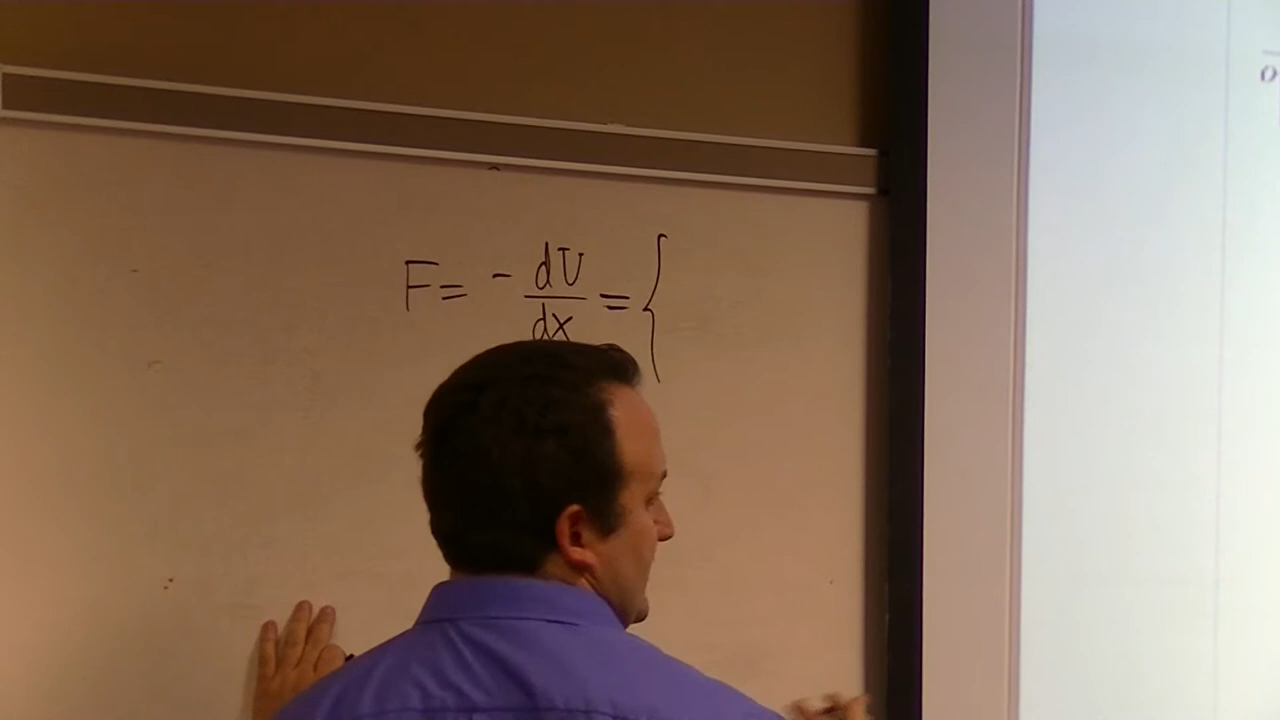 F = - dU/dx = {